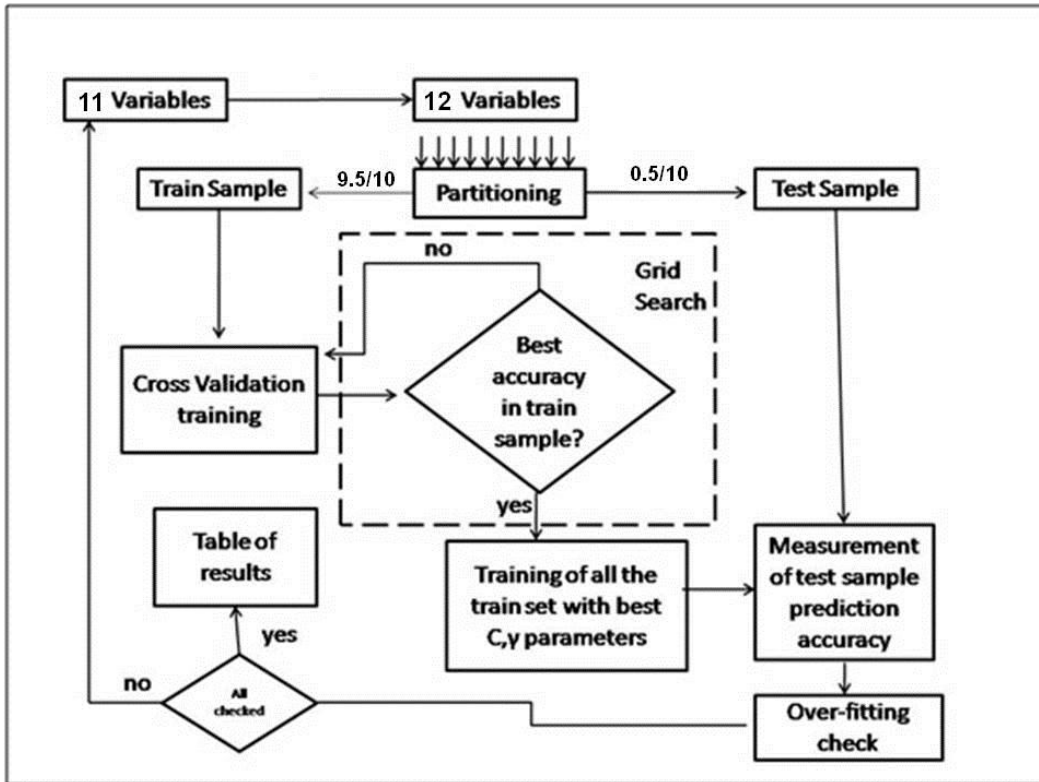 11 Variables
12 Variables
Train Sample
9.5/10
Partitioning
0.5/10
Test Sample
no
Grid
Search
Best
accuracy
in train
sample?
Cross Validation
training
yes
Table of
results
Training of all the
train set with best
C,γ parameters
Measurement
of test sample
prediction
accuracy
yes
no
All
checked
Over-fitting
check